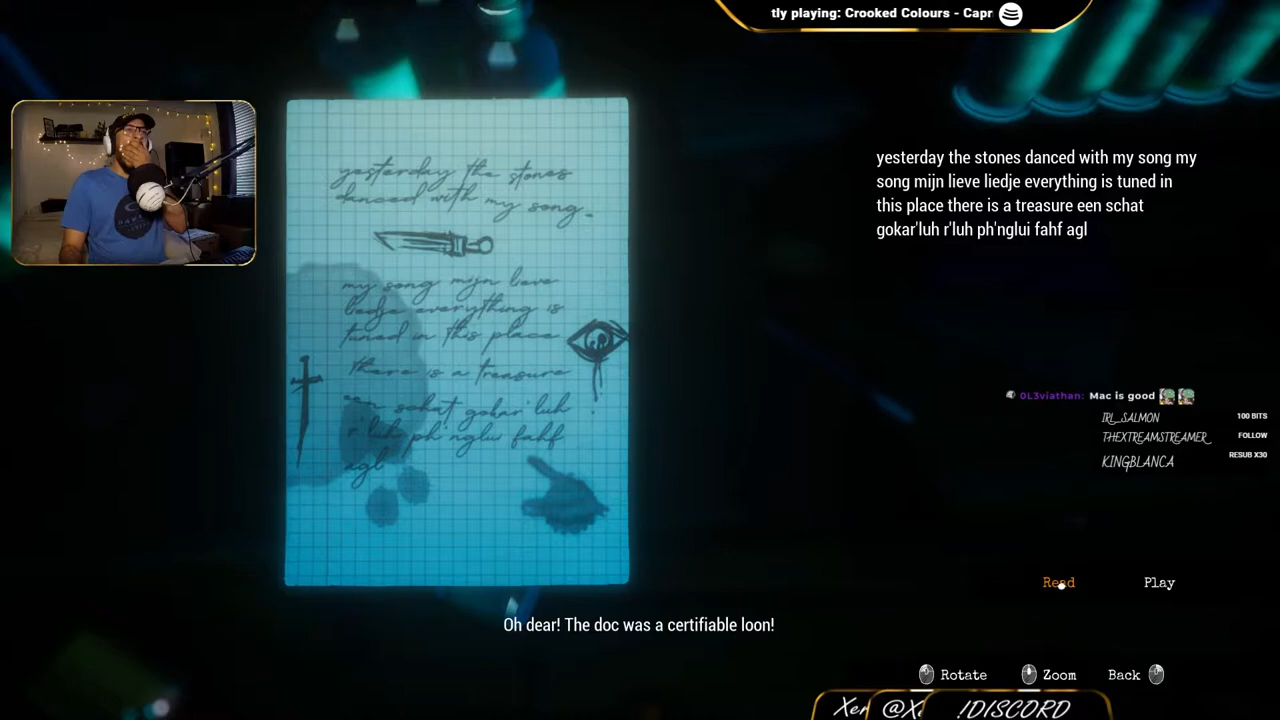 tly playing: Crooked Colours - Capr
yesterday the stones
danced with my song.
my song mijn lieve
liedje everything is
tuned in this place
there is a treasure
een schat gokar'luh
r'luh ph'nglui fahf
agl
yesterday the stones danced with my song my
song mijn lieve liedje everything is tuned in
this place there is a treasure een schat
gokar'luh r'luh ph'nglui fahf agl
0L3viathan: Mac is good
IRL_SALMON 100 BITS
THEXTREAMSTREAMER_ FOLLOW
KINGBLANCA RESUB X30
Read Play
Oh dear! The doc was a certifiable loon!
Rotate Zoom Back
Xer @X !DISCORD